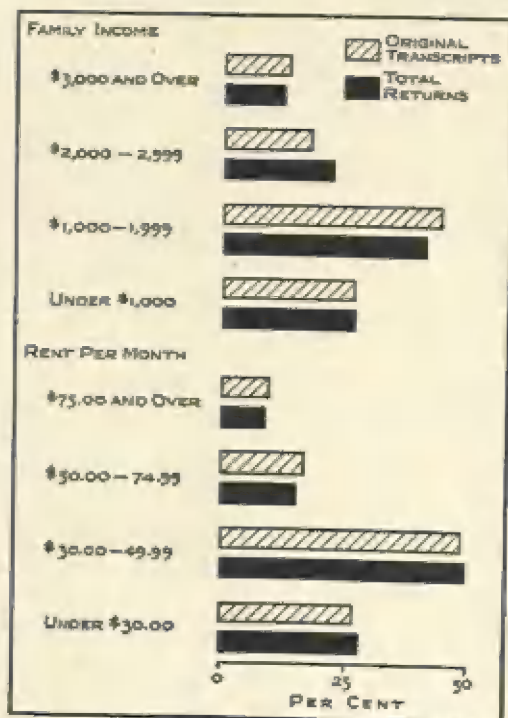 FAMILY INCOME
ORIGINAL
TRANSCRIPTS
TOTAL
RETURNS
$3,000 AND OVER
$2,000 – 2,999
$1,000–1,999
UNDER $1,000
RENT PER MONTH
$75.00 AND OVER
$50.00 – 74.99
$30.00–49.99
UNDER $30.00
0 25 50
PER CENT